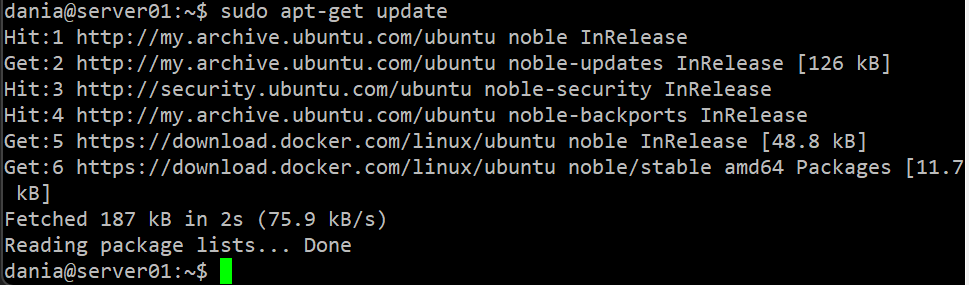 dania@server01:~$ sudo apt-get update
Hit:1 http://my.archive.ubuntu.com/ubuntu noble InRelease
Get:2 http://my.archive.ubuntu.com/ubuntu noble-updates InRelease [126 kB]
Hit:3 http://security.ubuntu.com/ubuntu noble-security InRelease
Hit:4 http://my.archive.ubuntu.com/ubuntu noble-backports InRelease
Get:5 https://download.docker.com/linux/ubuntu noble InRelease [48.8 kB]
Get:6 https://download.docker.com/linux/ubuntu noble/stable amd64 Packages [11.7
 kB]
Fetched 187 kB in 2s (75.9 kB/s)
Reading package lists... Done
dania@server01:~$